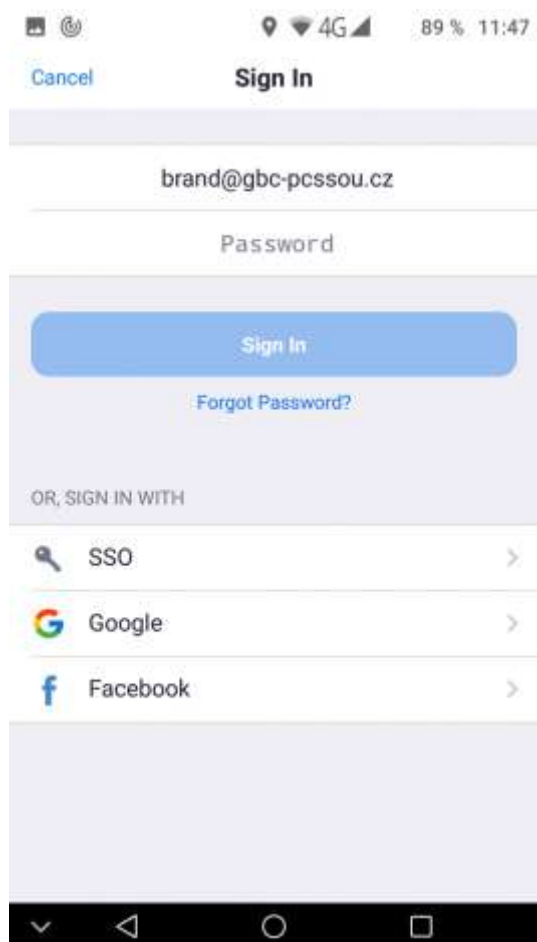 4G 89 % 11:47
Cancel Sign In
brand@gbc-pcssou.cz
Password
Sign In
Forgot Password?
OR, SIGN IN WITH
SSO
Google
Facebook